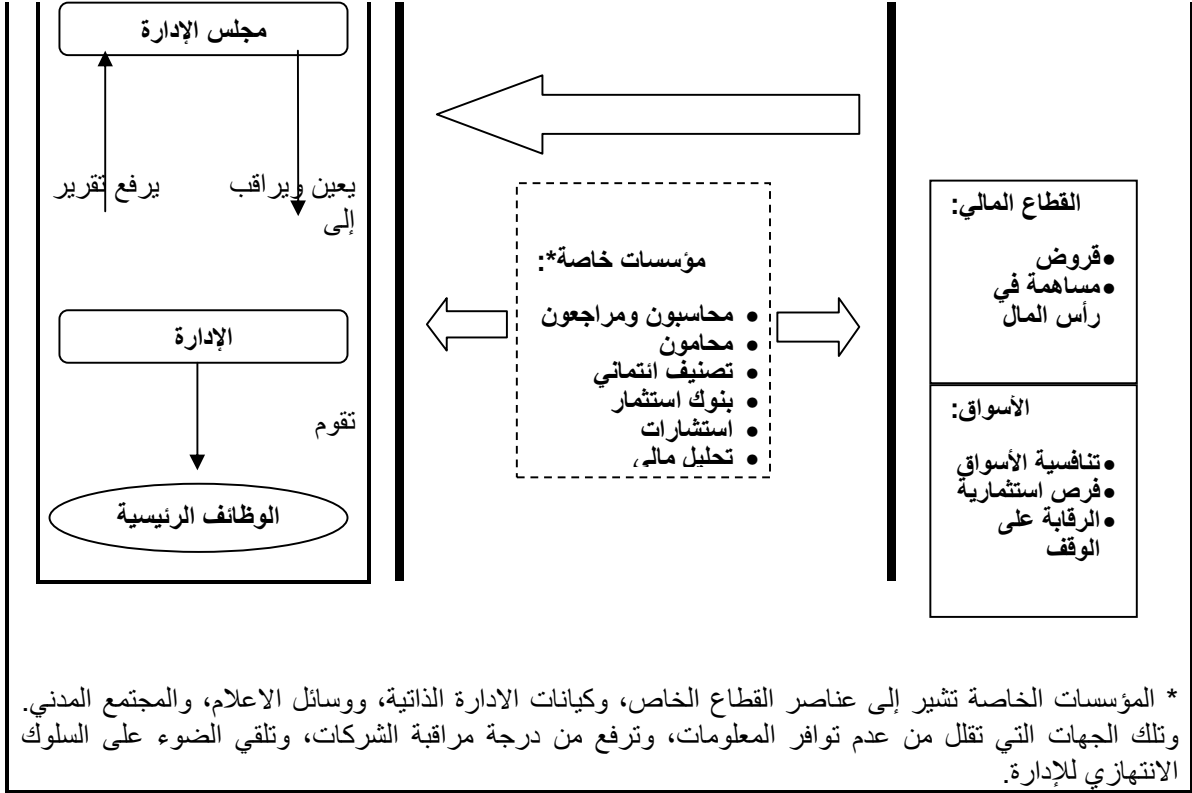 مجلس الإدارة
يعين ويراقب
يرفع تقرير
إلى
الإدارة
تقوم
الوظائف الرئيسية
مؤسسات خاصة*:
• محاسبون ومراجعون
• محامون
• تصنيف ائتماني
• بنوك استثمار
• استشارات
• تحليل مالي
القطاع المالي:
•قروض
•مساهمة في
رأس المال
الأسواق:
•تنافسية الأسواق
•فرص استثمارية
•الرقابة على
الوقف
* المؤسسات الخاصة تشير إلى عناصر القطاع الخاص، وكيانات الادارة الذاتية، ووسائل الاعلام، والمجتمع المدني.
وتلك الجهات التي تقلل من عدم توافر المعلومات، وترفع من درجة مراقبة الشركات، وتلقي الضوء على السلوك
الانتهازي للإدارة.